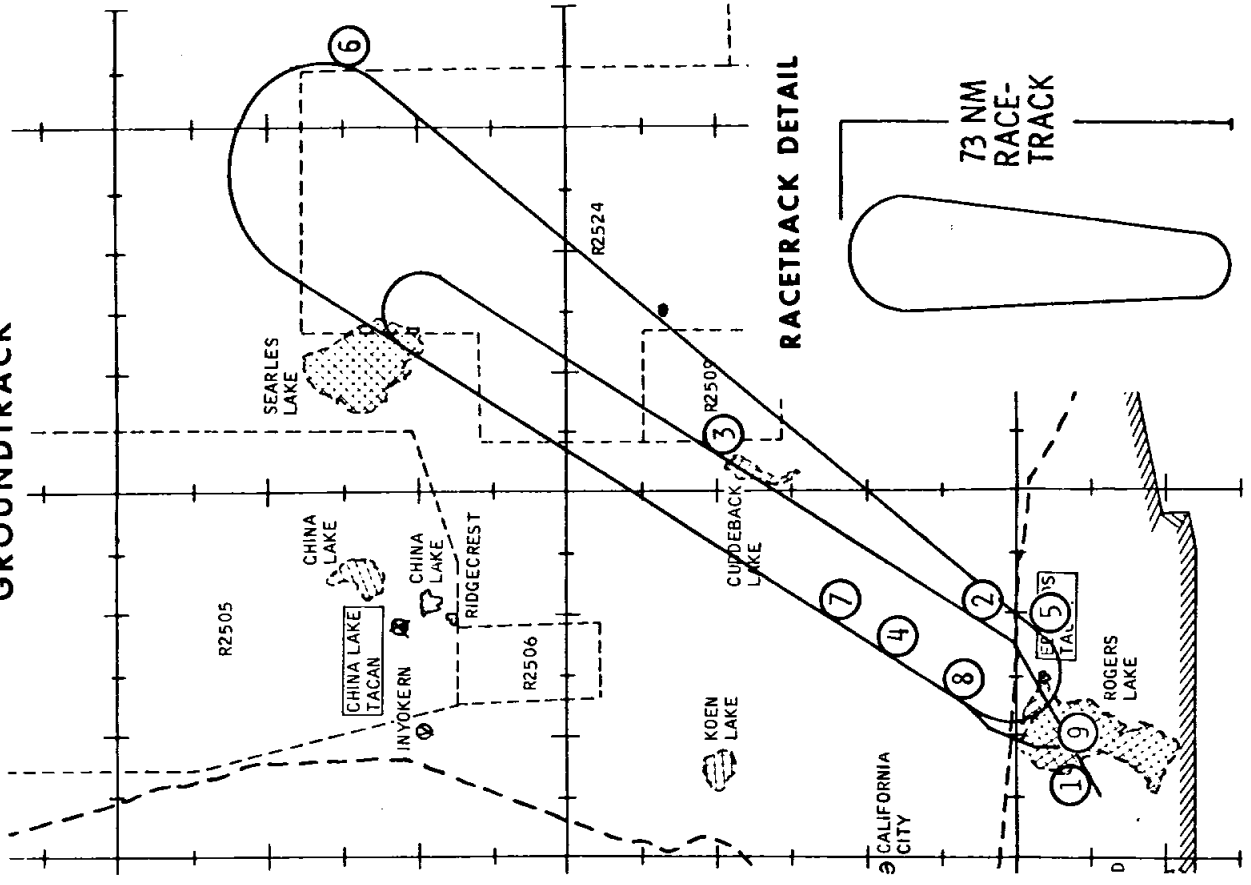 GROUNDTRACK
6
R2505
SEARLES
LAKE
CHINA
LAKE
CHINA LAKE
TACAN
CHINA
LAKE
RIDGECREST
INYOKERN
R2506
R2524
RACETRACK DETAIL
73 NM
RACE-
TRACK
R2509
3
CUDDEBACK
LAKE
KOEN
LAKE
7
4
2
8
5
ROGERS
LAKE
9
1
CALIFORNIA
CITY
D